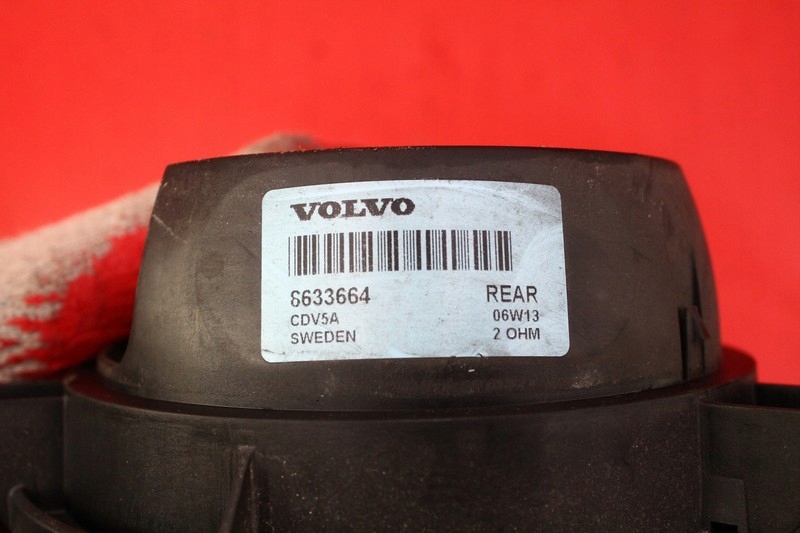 VOLVO
8633664 REAR
CDV5A 06W13
SWEDEN 2 OHM